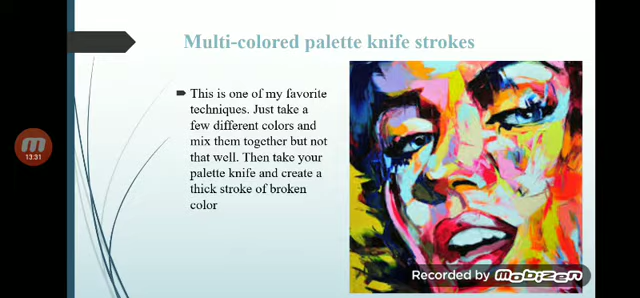 Multi-colored palette knife strokes
This is one of my favorite
techniques. Just take a
few different colors and
mix them together but not
that well. Then take your
palette knife and create a
thick stroke of broken
color
13:31
Recorded by mobizen